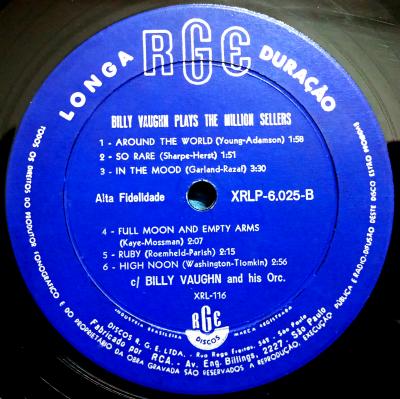 LONGA RGE DURAÇÃO
BILLY VAUGHN PLAYS THE MILLION SELLERS
1 - AROUND THE WORLD (Young-Adamson) 1:58
2 - SO RARE (Sharpe-Herst) 1:51
3 - IN THE MOOD (Garland-Razaf) 3:30
Alta Fidelidade XRLP-6.025-B
4 - FULL MOON AND EMPTY ARMS
(Kaye-Mossman) 2:07
5 - RUBY (Roemheld-Parish) 2:15
6 - HIGH NOON (Washington-Tiomkin) 2:56
c/ BILLY VAUGHN and his Orc.
XRL-116
INDUSTRIA BRASILEIRA
RGE
DISCOS
MARCA REGISTRADA
DISCOS R. G. E. LTDA. - Rua Rego Freitas, 369 - São Paulo
Fabricado por RCA. - Av. Eng. Billings, 2227, São Paulo
TODOS OS DIREITOS DO PRODUTOR FONOGRÁFICO E DO PROPRIETÁRIO DA OBRA GRAVADA SÃO RESERVADOS A REPRODUÇÃO, EXECUÇÃO PÚBLICA E RADIO-DIFUSÃO DESTE DISCO ESTÃO PROIBIDAS